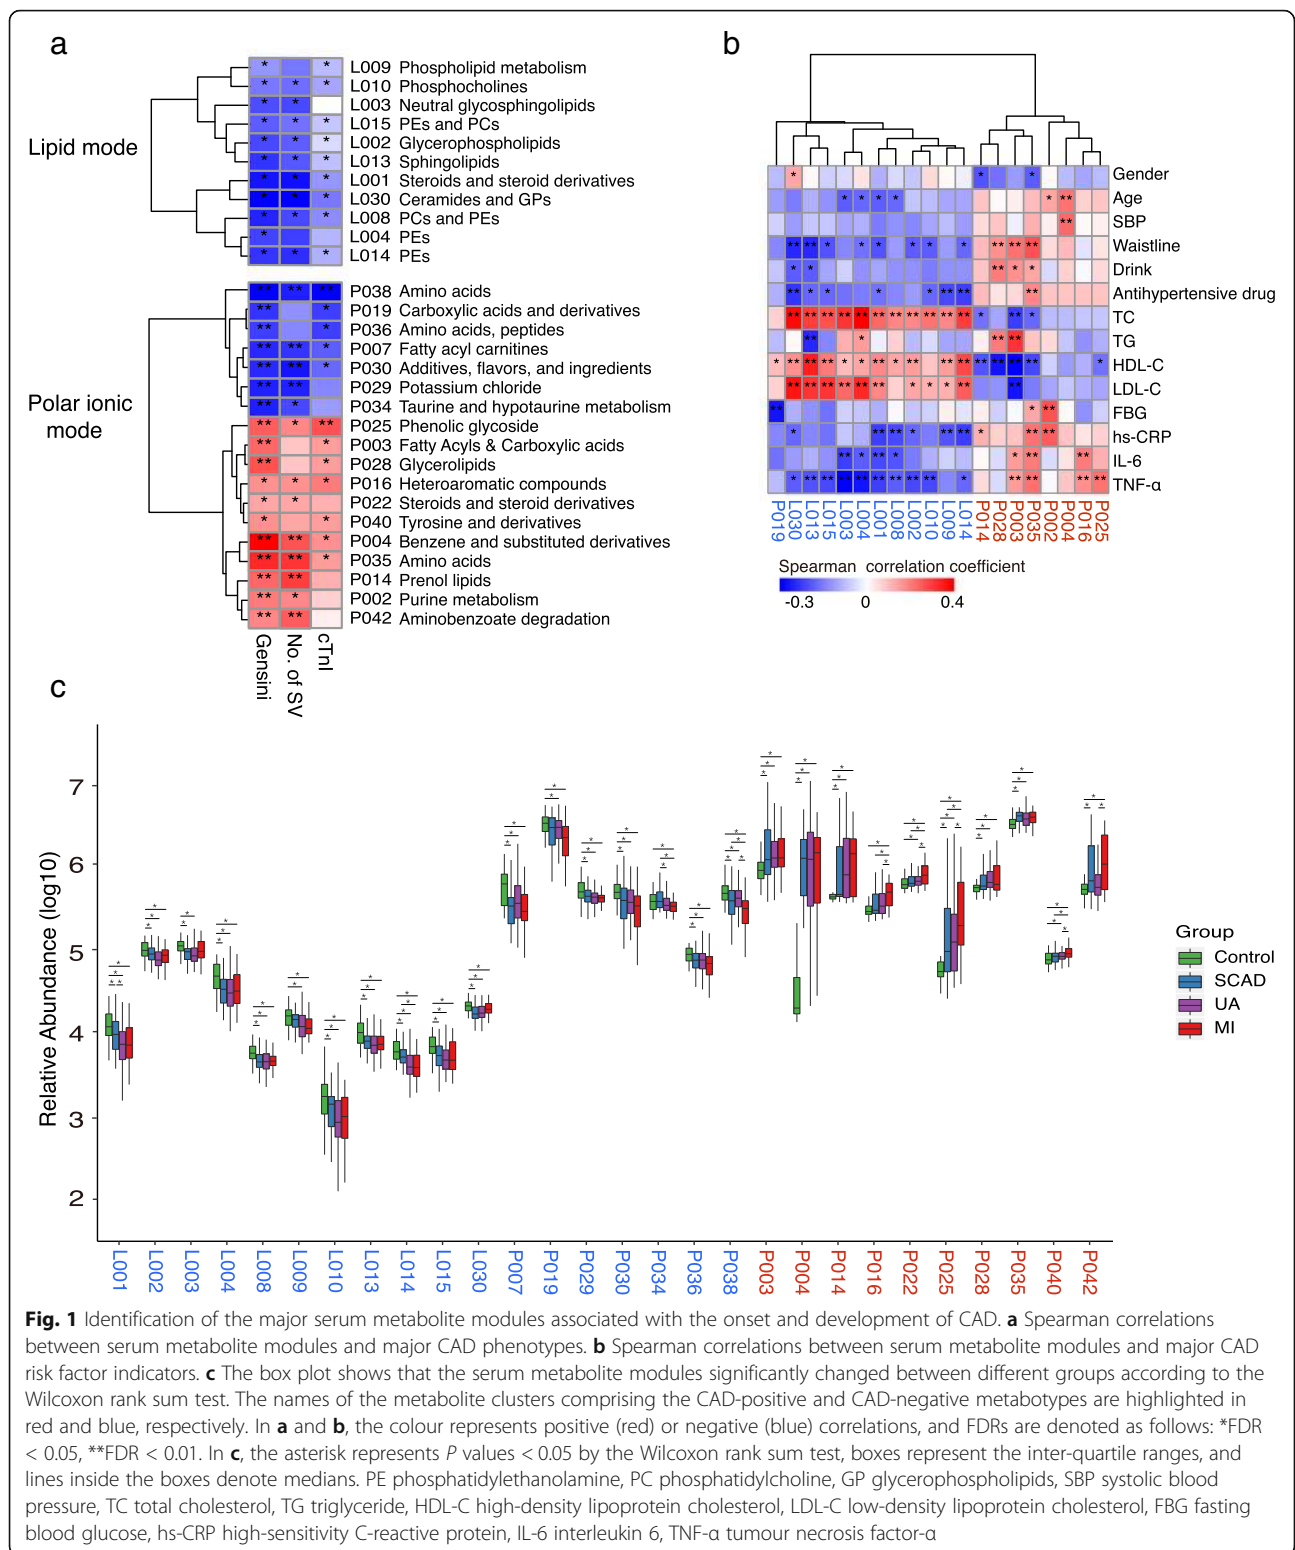 a
Lipid mode
L009 Phospholipid metabolism
L010 Phosphocholines
L003 Neutral glycosphingolipids
L015 PEs and PCs
L002 Glycerophospholipids
L013 Sphingolipids
L001 Steroids and steroid derivatives
L030 Ceramides and GPs
L008 PCs and PEs
L004 PEs
L014 PEs
Polar ionic
mode
P038 Amino acids
P019 Carboxylic acids and derivatives
P036 Amino acids, peptides
P007 Fatty acyl carnitines
P030 Additives, flavors, and ingredients
P029 Potassium chloride
P034 Taurine and hypotaurine metabolism
P025 Phenolic glycoside
P003 Fatty Acyls & Carboxylic acids
P028 Glycerolipids
P016 Heteroaromatic compounds
P022 Steroids and steroid derivatives
P040 Tyrosine and derivatives
P004 Benzene and substituted derivatives
P035 Amino acids
P014 Prenol lipids
P002 Purine metabolism
P042 Aminobenzoate degradation
Gensini
No. of SV
cTnI
b
Gender
Age
SBP
Waistline
Drink
Antihypertensive drug
TC
TG
HDL-C
LDL-C
FBG
hs-CRP
IL-6
TNF-α
P019 L030 L013 L015 L003 L004 L001 L008 L002 L010 L009 L014 P014 P028 P003 P035 P002 P004 P016 P025
Spearman correlation coefficient
-0.3 0 0.4
c
Relative Abundance (log10)
7
6
5
4
3
2
L001 L002 L003 L004 L008 L009 L010 L013 L014 L015 L030 P007 P019 P029 P030 P034 P036 P038 P003 P004 P014 P016 P022 P025 P028 P035 P040 P042
Group
Control
SCAD
UA
MI
Fig. 1 Identification of the major serum metabolite modules associated with the onset and development of CAD. a Spearman correlations
between serum metabolite modules and major CAD phenotypes. b Spearman correlations between serum metabolite modules and major CAD
risk factor indicators. c The box plot shows that the serum metabolite modules significantly changed between different groups according to the
Wilcoxon rank sum test. The names of the metabolite clusters comprising the CAD-positive and CAD-negative metabotypes are highlighted in
red and blue, respectively. In a and b, the colour represents positive (red) or negative (blue) correlations, and FDRs are denoted as follows: *FDR
< 0.05, **FDR < 0.01. In c, the asterisk represents P values < 0.05 by the Wilcoxon rank sum test, boxes represent the inter-quartile ranges, and
lines inside the boxes denote medians. PE phosphatidylethanolamine, PC phosphatidylcholine, GP glycerophospholipids, SBP systolic blood
pressure, TC total cholesterol, TG triglyceride, HDL-C high-density lipoprotein cholesterol, LDL-C low-density lipoprotein cholesterol, FBG fasting
blood glucose, hs-CRP high-sensitivity C-reactive protein, IL-6 interleukin 6, TNF-α tumour necrosis factor-α